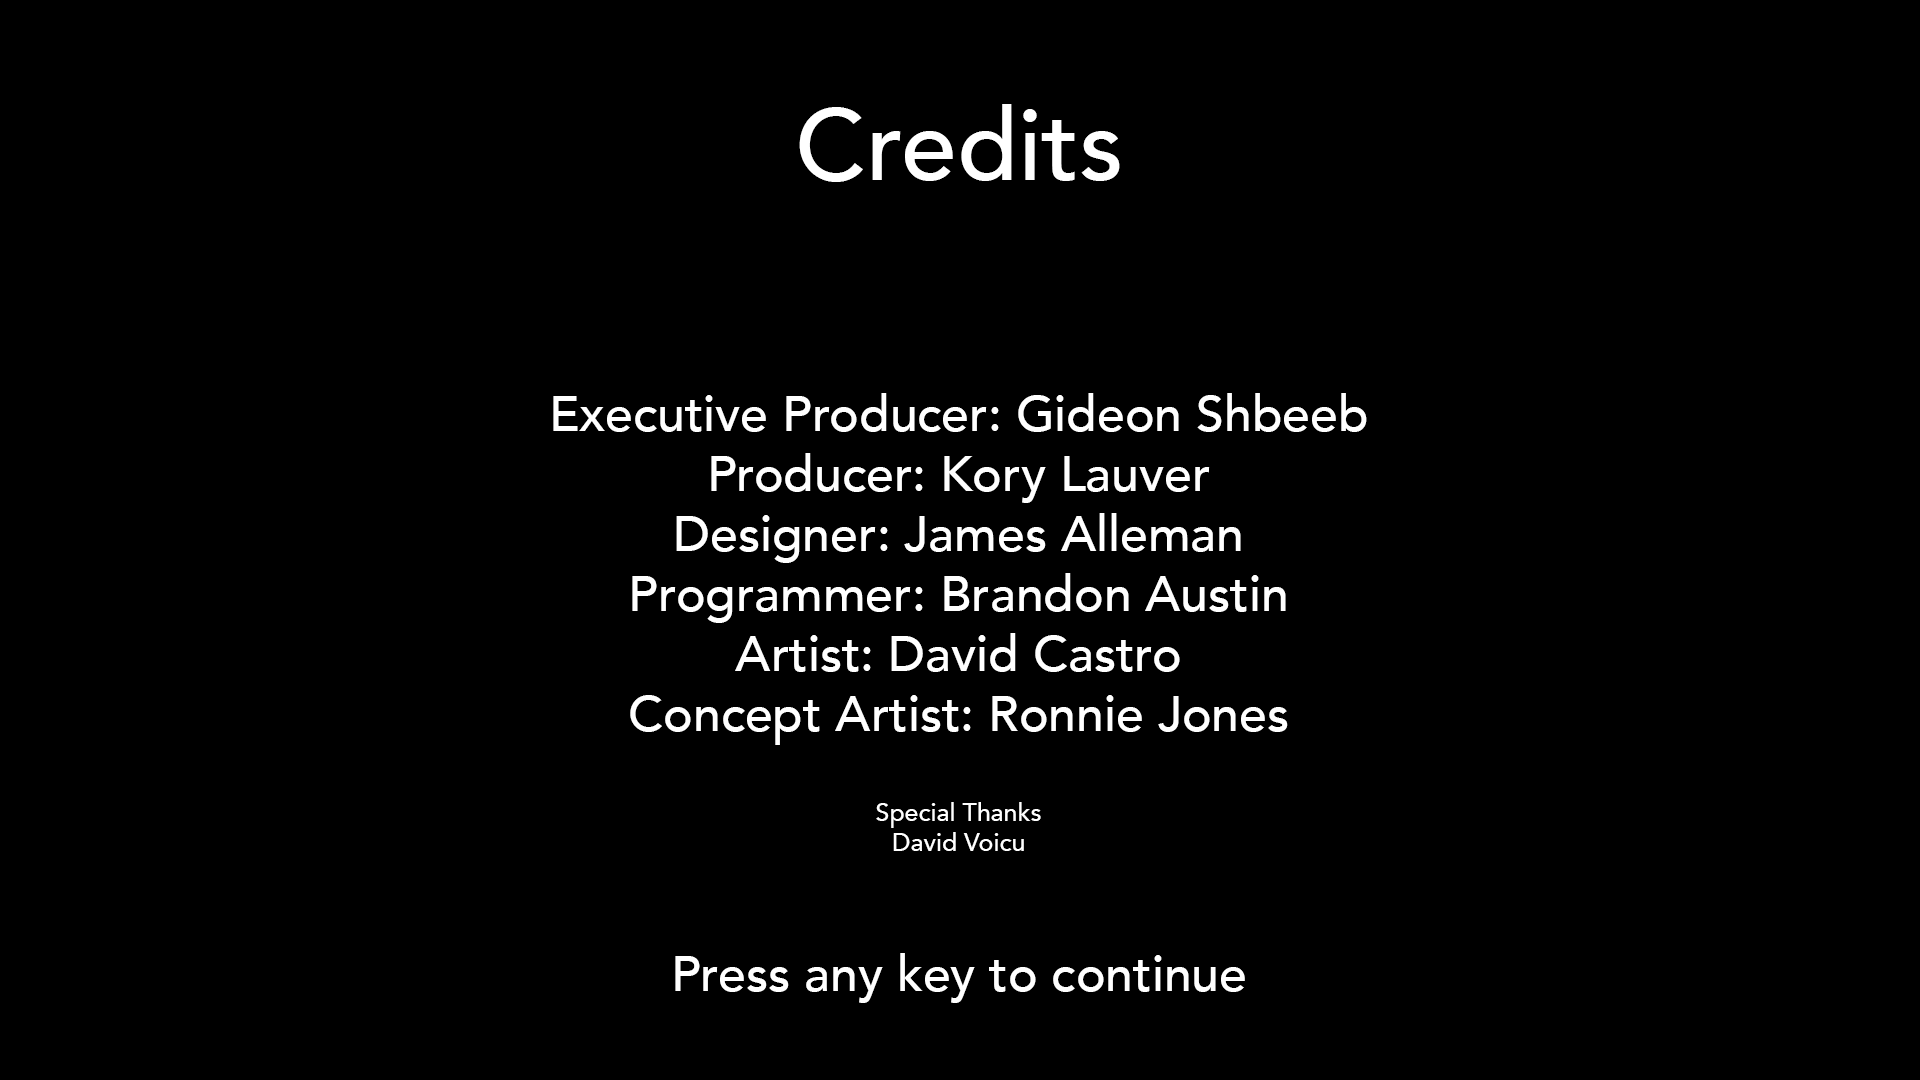 Credits
Executive Producer: Gideon Shbeeb
Producer: Kory Lauver
Designer: James Alleman
Programmer: Brandon Austin
Artist: David Castro
Concept Artist: Ronnie Jones
Special Thanks
David Voicu
Press any key to continue